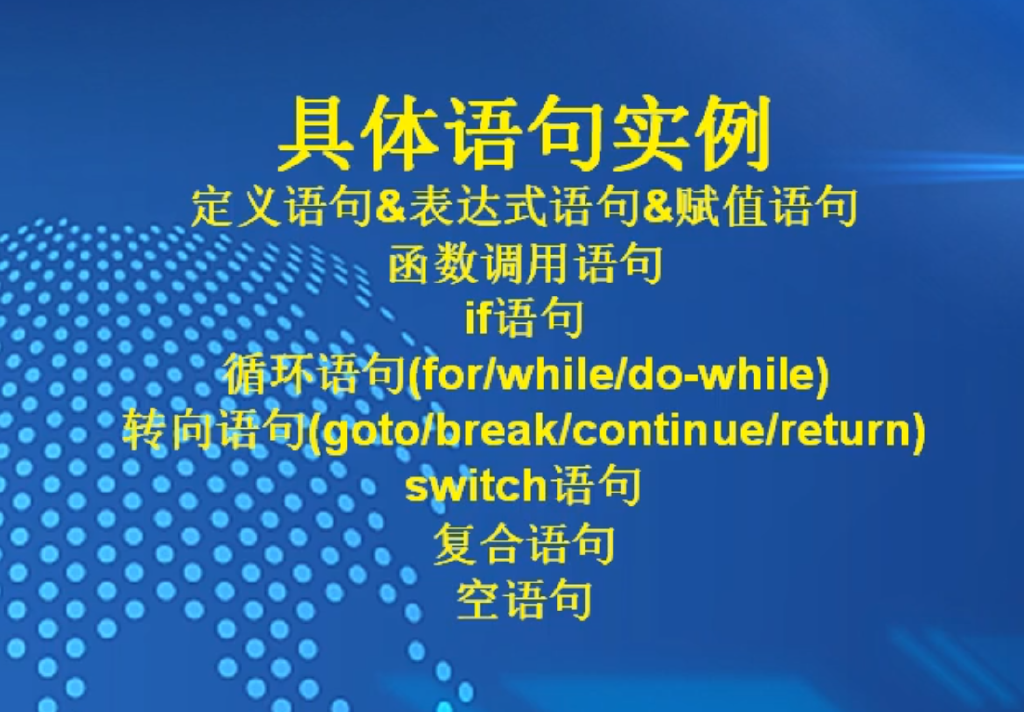 具体语句实例
定义语句&表达式语句&赋值语句
函数调用语句
if语句
循环语句(for/while/do-while)
转向语句(goto/break/continue/return)
switch语句
复合语句
空语句